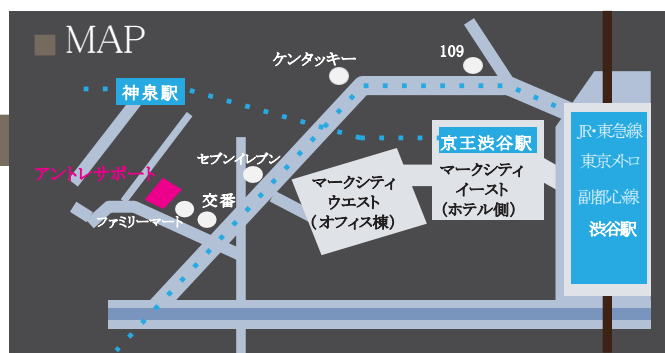 MAP
ケンタッキー
109
神泉駅
京王渋谷駅
JR・東急線
東京メトロ
副都心線
渋谷駅
セブンイレブン
アントレサポート
マークシティ
ウエスト
（オフィス棟）
マークシティ
イースト
（ホテル側）
交番
ファミリーマート